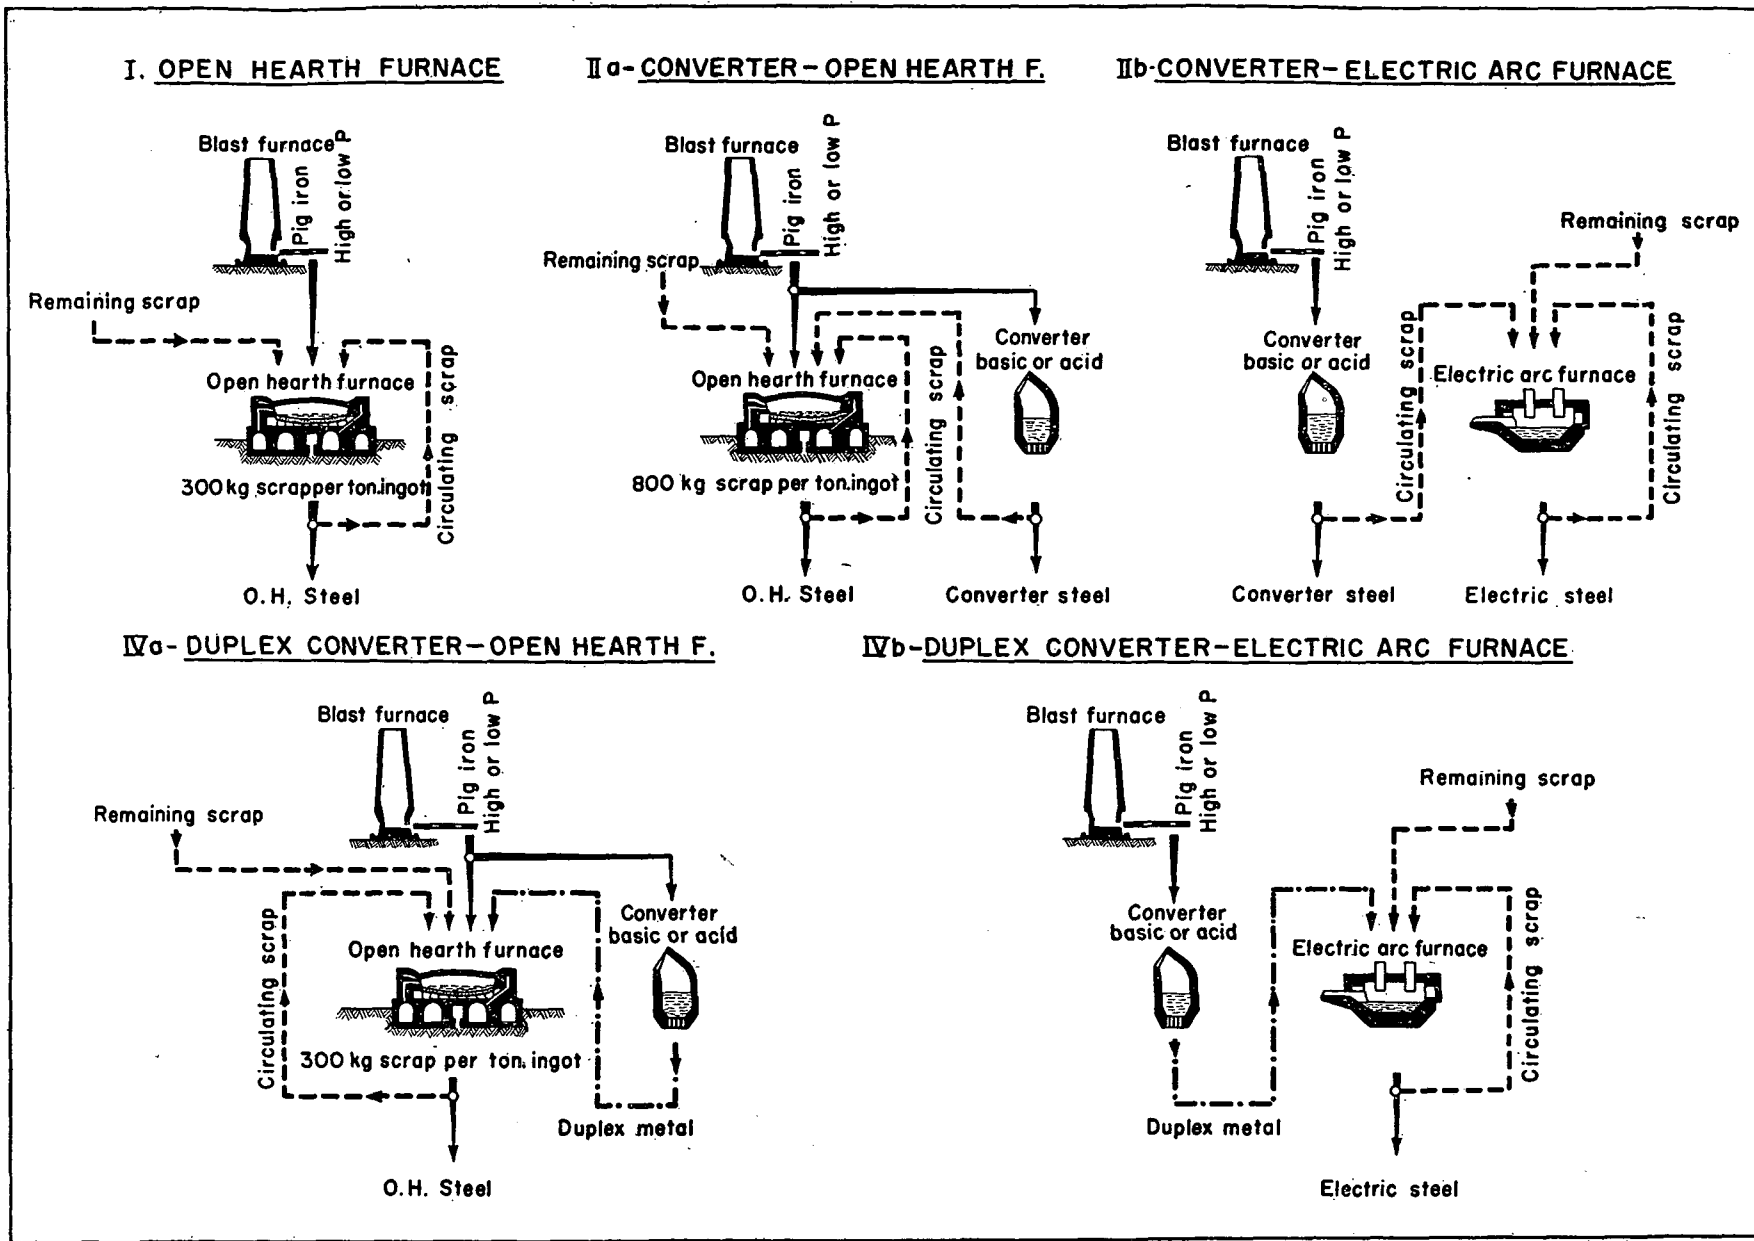 I. OPEN HEARTH FURNACE
Blast furnace
Pig iron
High or low P
Remaining scrap
Open hearth furnace
Circulating scrap
300 kg scrap per ton.ingot
O.H. Steel
IIa- CONVERTER-OPEN HEARTH F.
Blast furnace
Pig iron
High or low P
Remaining scrap
Converter
basic or acid
Open hearth furnace
Circulating scrap
800 kg scrap per ton.ingot
O.H. Steel
Converter steel
IIb-CONVERTER-ELECTRIC ARC FURNACE
Blast furnace
Pig iron
High or low P
Remaining scrap
Converter
basic or acid
Circulating scrap
Electric arc furnace
Circulating scrap
Converter steel
Electric steel
IVa- DUPLEX CONVERTER-OPEN HEARTH F.
Blast furnace
Pig iron
High or low P
Remaining scrap
Converter
basic or acid
Circulating scrap
Open hearth furnace
300 kg scrap per ton.ingot
Duplex metal
O.H. Steel
IVb-DUPLEX CONVERTER-ELECTRIC ARC FURNACE
Blast furnace
Pig iron
High or low P
Remaining scrap
Converter
basic or acid
Electric arc furnace
Circulating scrap
Duplex metal
Electric steel